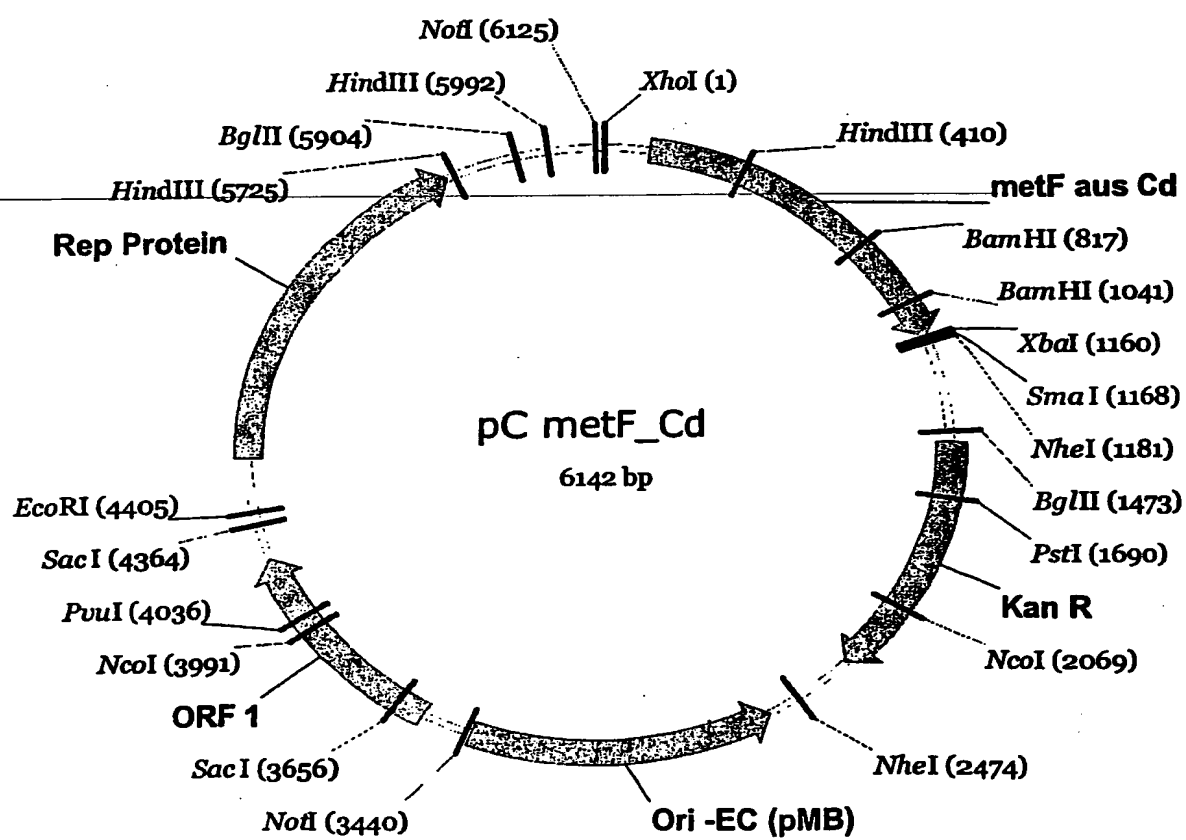 NotI (6125)
XhoI (1)
HindIII (5992)
HindIII (410)
BglII (5904)
HindIII (5725)
metF aus Cd
Rep Protein
BamHI (817)
BamHI (1041)
XbaI (1160)
SmaI (1168)
pC metF_Cd
6142 bp
NheI (1181)
BglII (1473)
EcoRI (4405)
SacI (4364)
PstI (1690)
Kan R
PvuI (4036)
NcoI (3991)
NcoI (2069)
ORF 1
SacI (3656)
NheI (2474)
NotI (3440)
Ori -EC (pMB)